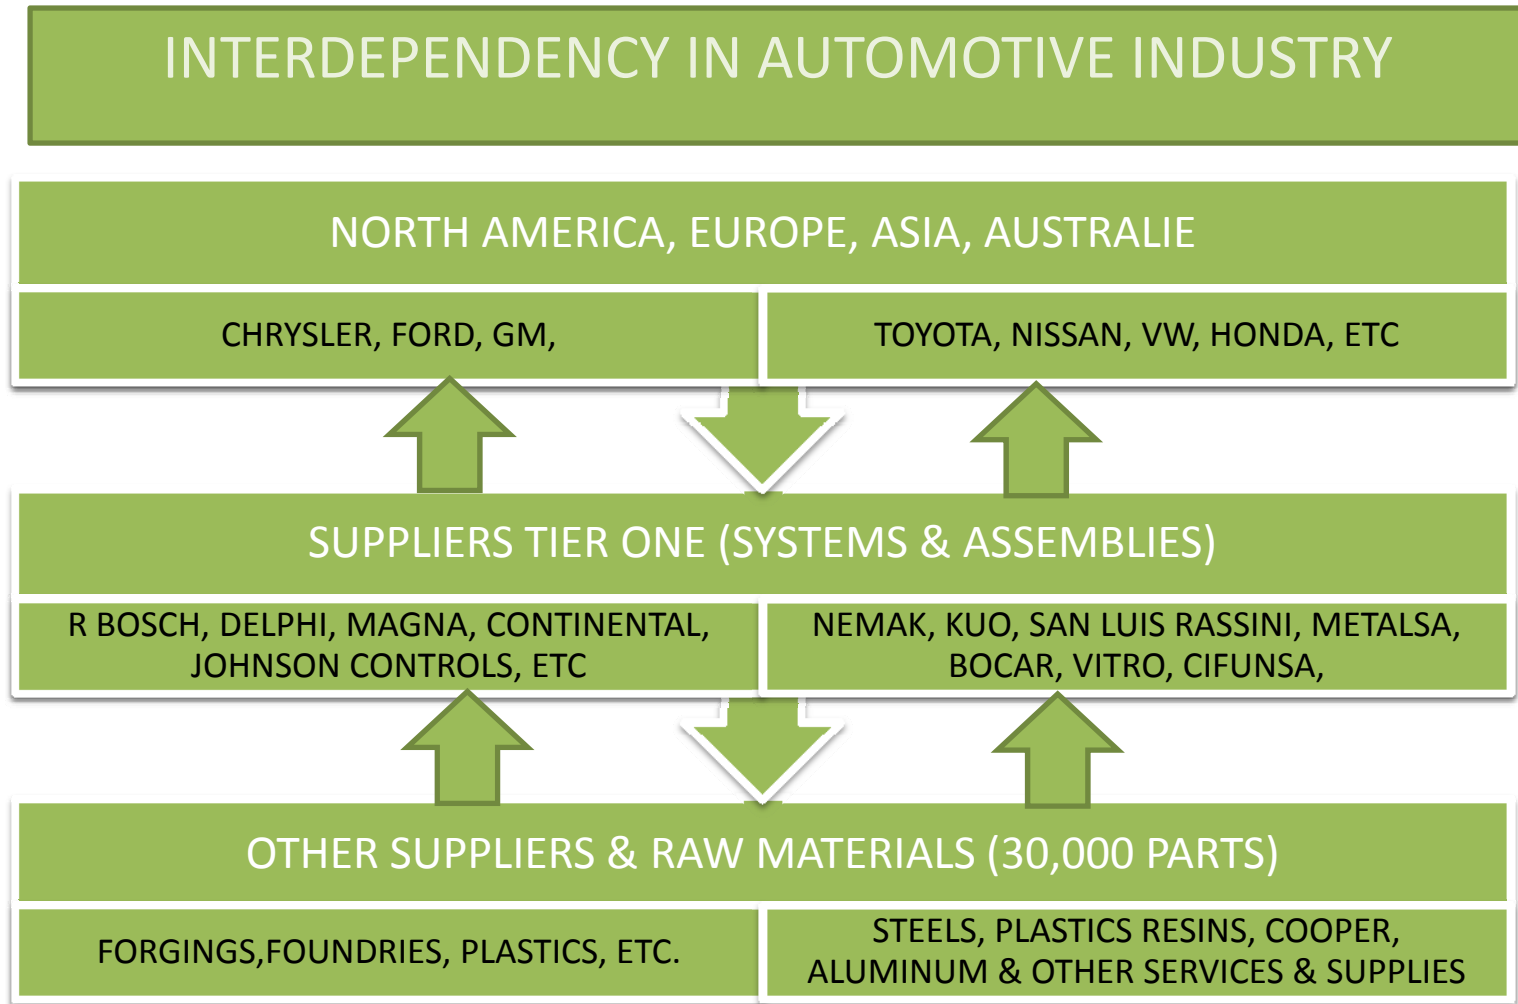 INTERDEPENDENCY IN AUTOMOTIVE INDUSTRY
NORTH AMERICA, EUROPE, ASIA, AUSTRALIE
CHRYSLER, FORD, GM,
TOYOTA, NISSAN, VW, HONDA, ETC
SUPPLIERS TIER ONE (SYSTEMS & ASSEMBLIES)
R BOSCH, DELPHI, MAGNA, CONTINENTAL,
JOHNSON CONTROLS, ETC
NEMAK, KUO, SAN LUIS RASSINI, METALSA,
BOCAR, VITRO, CIFUNSA,
OTHER SUPPLIERS & RAW MATERIALS (30,000 PARTS)
FORGINGS,FOUNDRIES, PLASTICS, ETC.
STEELS, PLASTICS RESINS, COOPER,
ALUMINUM & OTHER SERVICES & SUPPLIES